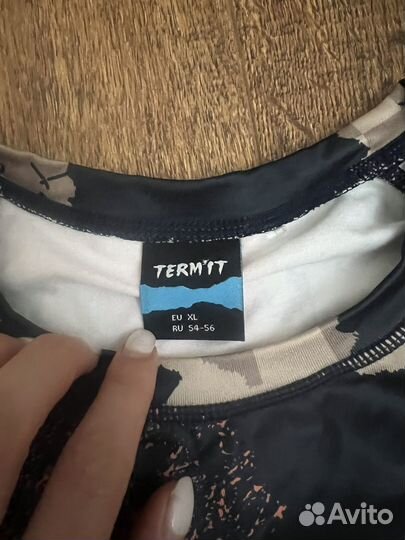 TERM'IT
EU XL
RU 54-56
Avito